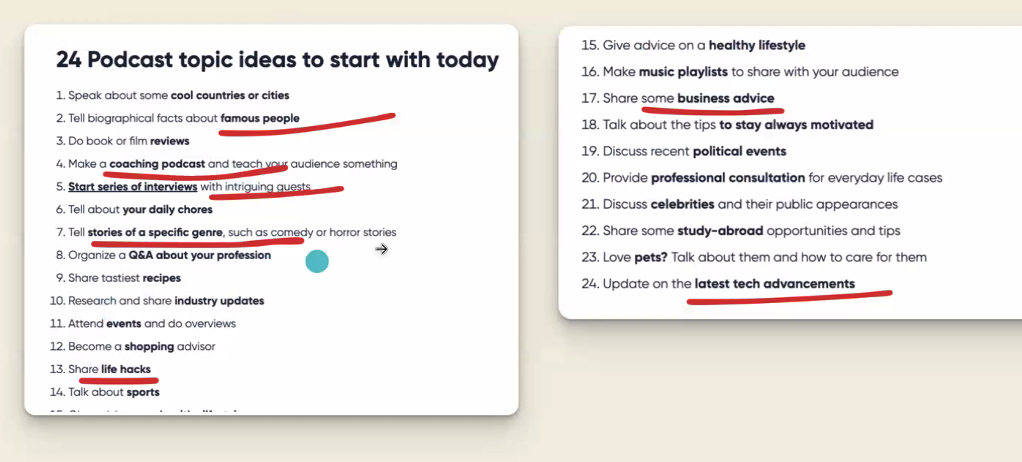 24 Podcast topic ideas to start with today
1. Speak about some cool countries or cities
2. Tell biographical facts about famous people
3. Do book or film reviews
4. Make a coaching podcast and teach your audience something
5. Start series of interviews with intriguing guests
6. Tell about your daily chores
7. Tell stories of a specific genre, such as comedy or horror stories
8. Organize a Q&A about your profession
9. Share tastiest recipes
10. Research and share industry updates
11. Attend events and do overviews
12. Become a shopping advisor
13. Share life hacks
14. Talk about sports
15. Give advice on a healthy lifestyle
16. Make music playlists to share with your audience
17. Share some business advice
18. Talk about the tips to stay always motivated
19. Discuss recent political events
20. Provide professional consultation for everyday life cases
21. Discuss celebrities and their public appearances
22. Share some study-abroad opportunities and tips
23. Love pets? Talk about them and how to care for them
24. Update on the latest tech advancements